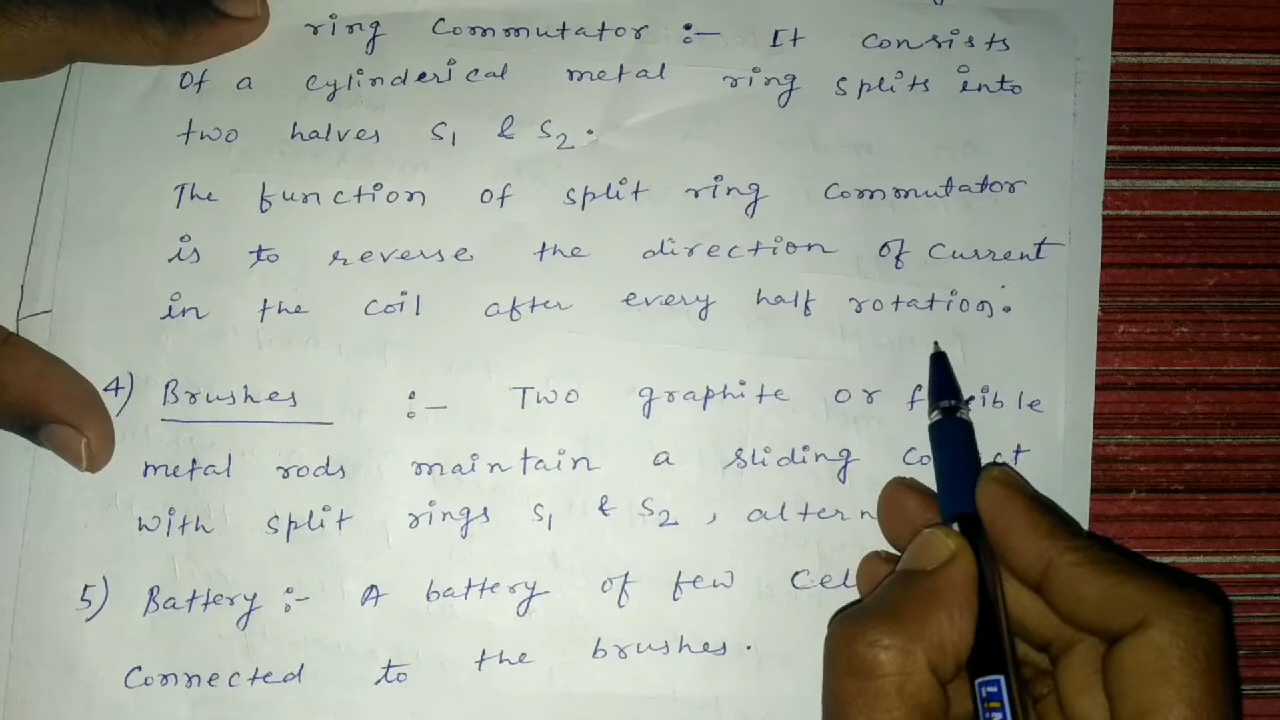 ring Commutator :- It consists
of a cylinderical metal ring splits into
two halves S1 & S2.
The function of split ring commutator
is to reverse the direction of current
in the coil after every half rotation.
4) Brushes :- Two graphite or
metal rods maintain a sliding
with split rings S1 & S2,
5) Battery :- A battery of few
Connected to the brushes.